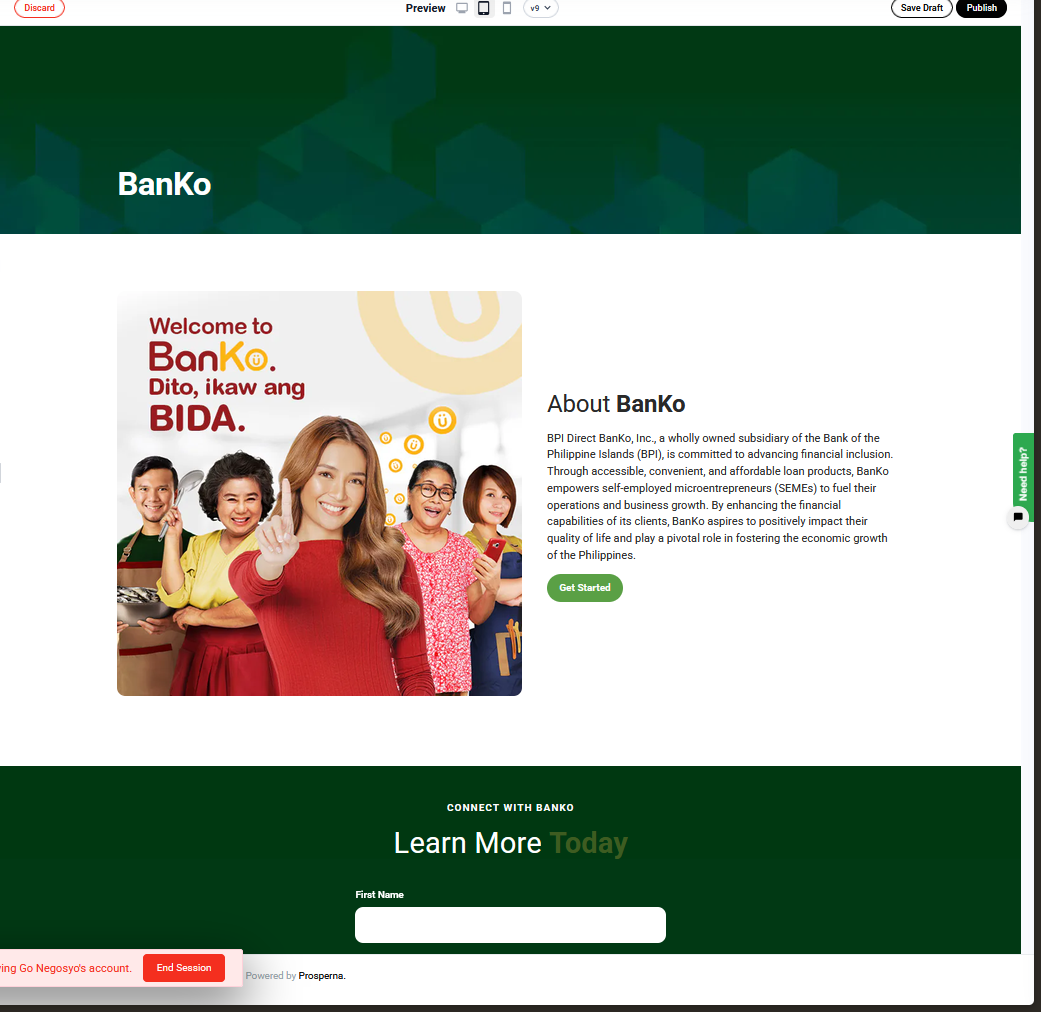 Discard
Preview
v9
Save Draft
Publish
BanKo
Welcome to
BanKo.
Dito, ikaw ang
BIDA.
About BanKo
BPI Direct BanKo, Inc., a wholly owned subsidiary of the Bank of the
Philippine Islands (BPI), is committed to advancing financial inclusion.
Through accessible, convenient, and affordable loan products, BanKo
empowers self-employed microentrepreneurs (SEMEs) to fuel their
operations and business growth. By enhancing the financial
capabilities of its clients, BanKo aspires to positively impact their
quality of life and play a pivotal role in fostering the economic growth
of the Philippines.
Get Started
Need help?
CONNECT WITH BANKO
Learn More Today
First Name
ving Go Negosyo's account.
End Session
Powered by Prosperna.